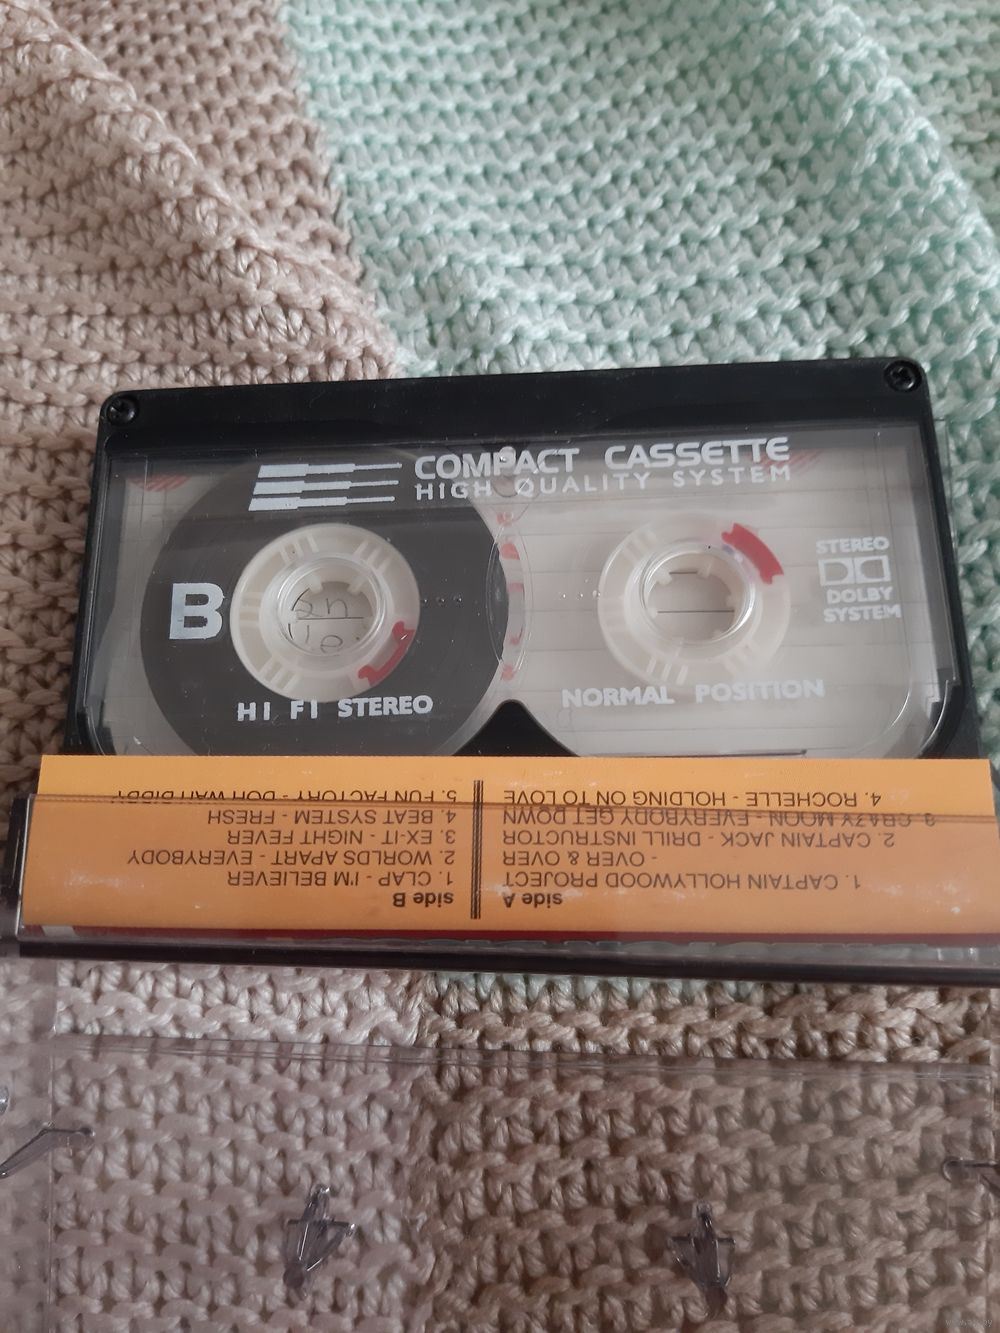 COMPACT CASSETTE
HIGH QUALITY SYSTEM
B
STEREO
DOLBY
SYSTEM
HI FI STEREO
NORMAL POSITION
side A
1. CAPTAIN HOLLYWOOD PROJECT
- OVER & OVER
2. CAPTAIN JACK - DRILL INSTRUCTOR
3. CRAZY MOON - EVERYBODY GET DOWN
4. ROCHELLE - HOLDING ON TO LOVE
side B
1. CLAP - I'M BELIEVER
2. WORLDS APART - EVERYBODY
3. EX-IT - NIGHT FEVER
4. BEAT SYSTEM - FRESH
5. FUN FACTORY - DOH WAH DIDDY